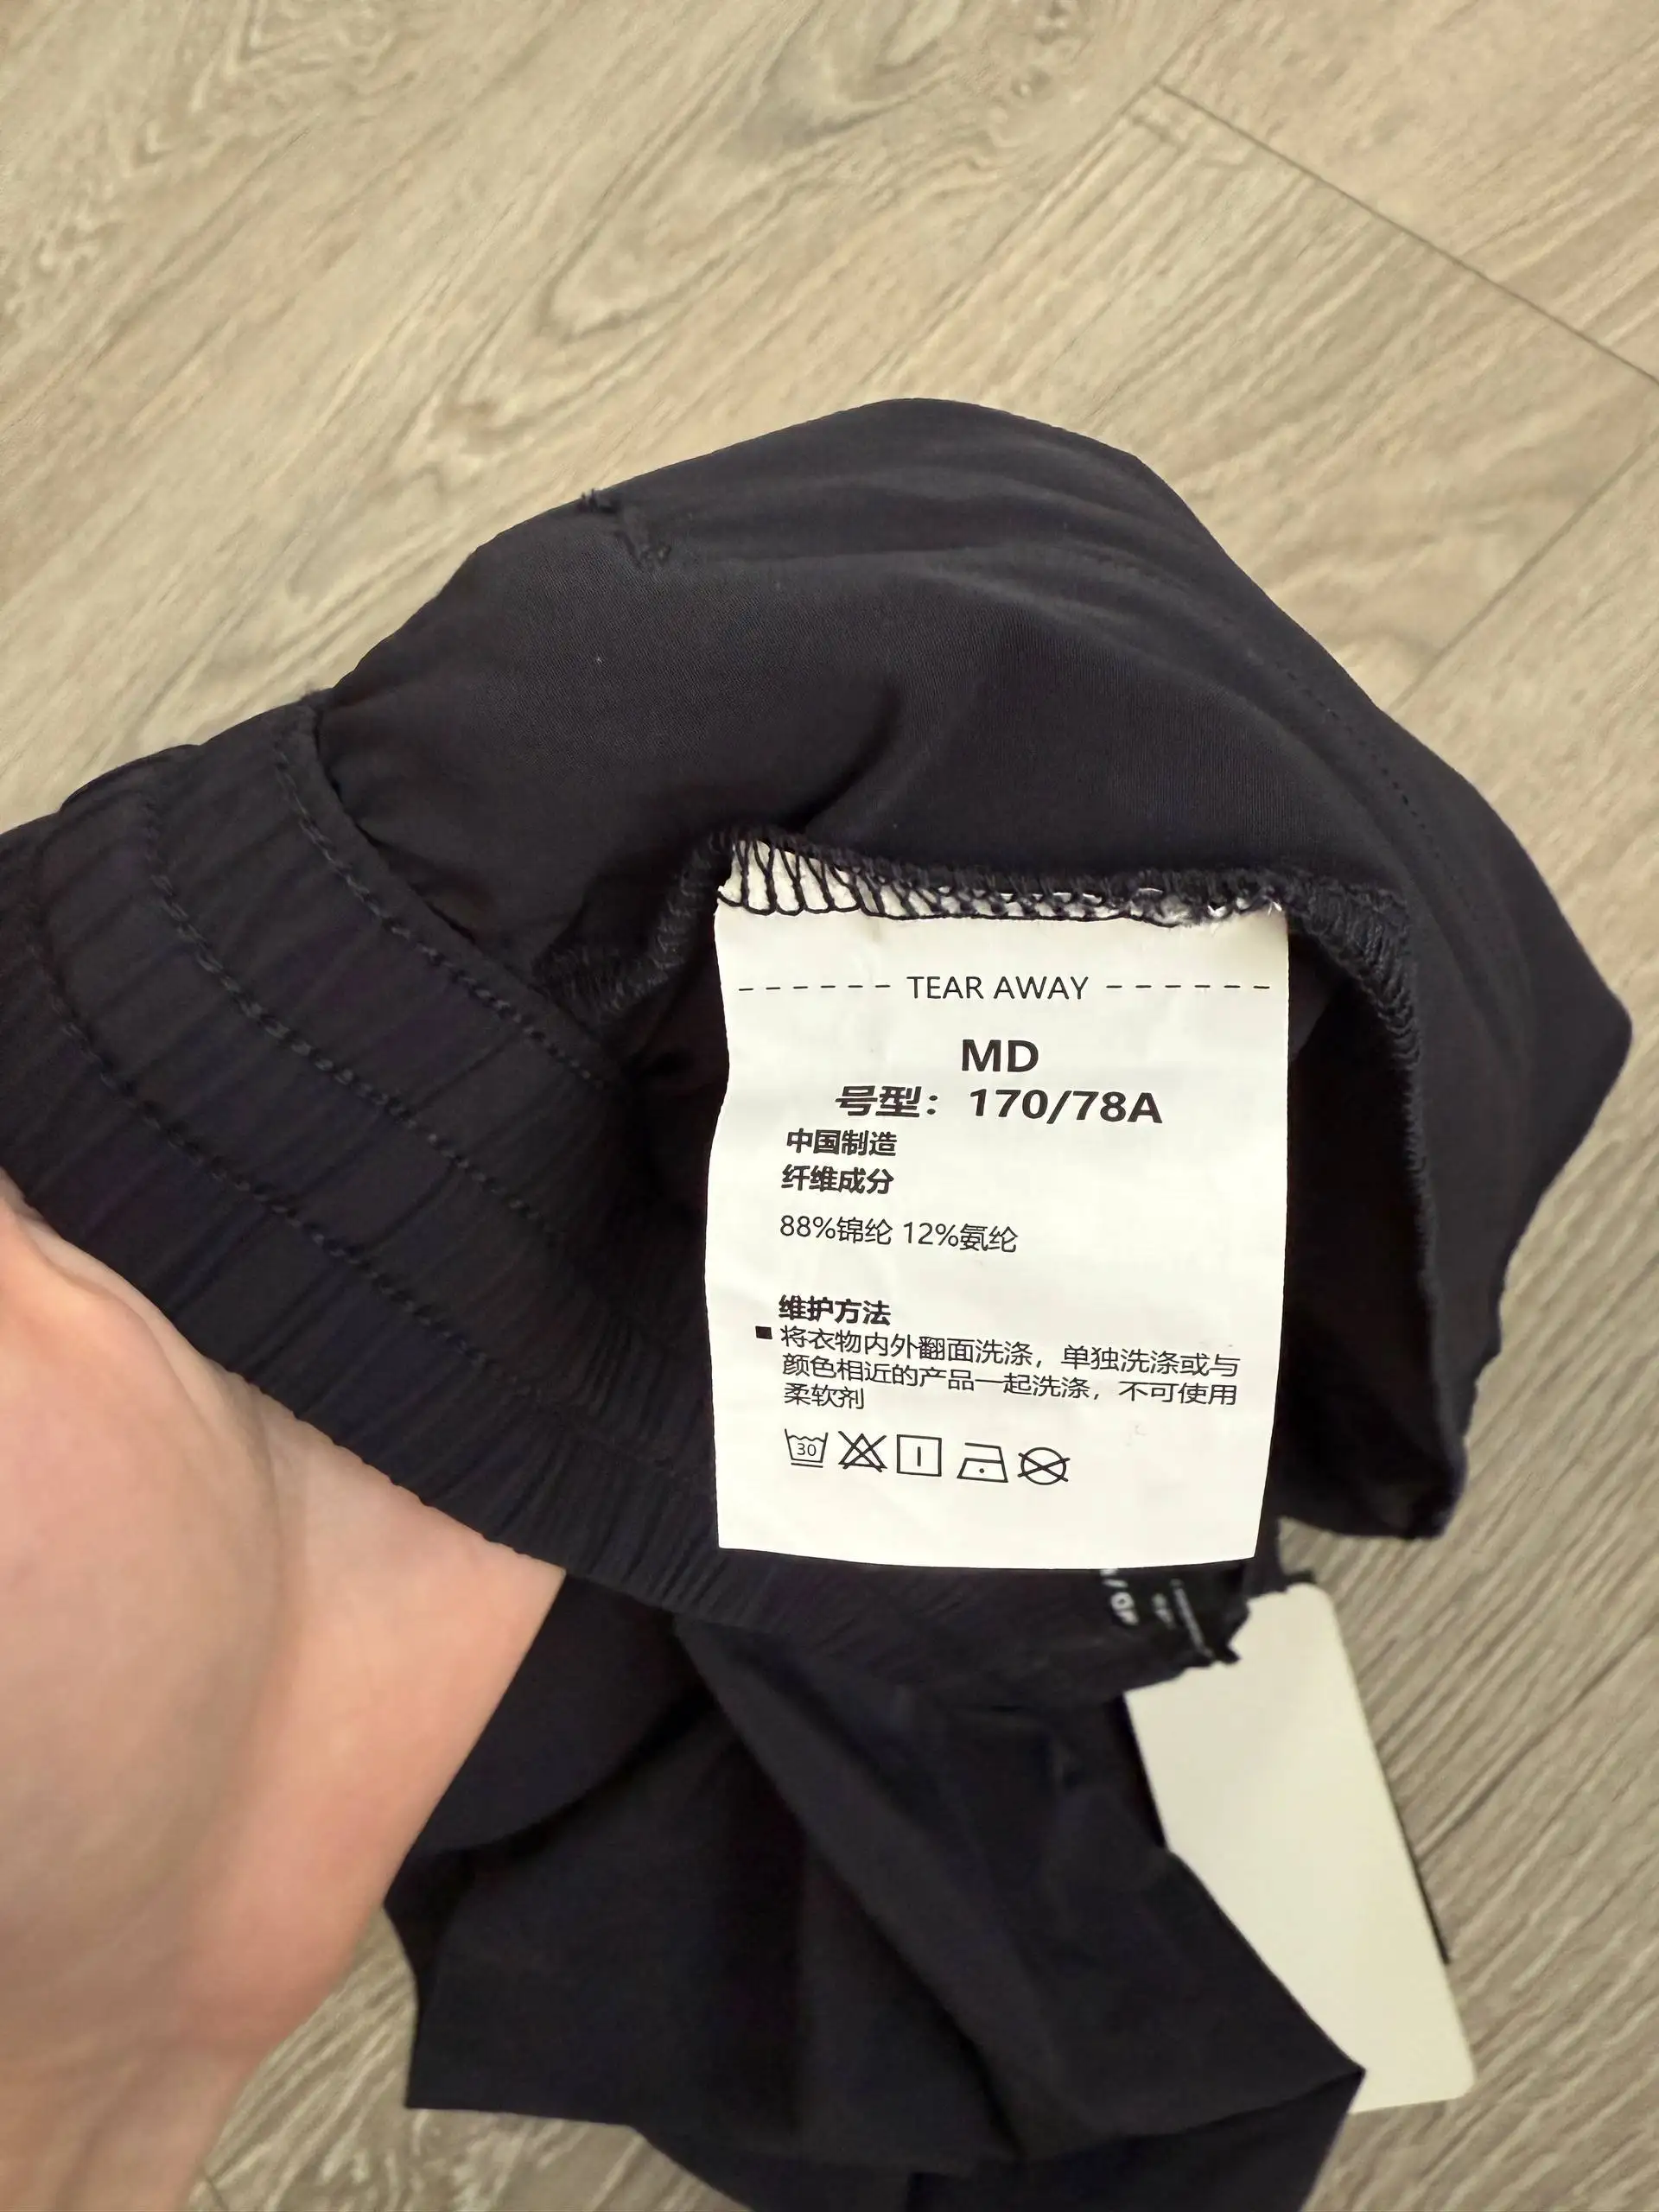 TEAR AWAY
MD
号型：170/78A
中国制造
纤维成分
88%锦纶 12%氨纶
维护方法
■ 将衣物内外翻面洗涤，单独洗涤或与
颜色相近的产品一起洗涤，不可使用
柔软剂
30